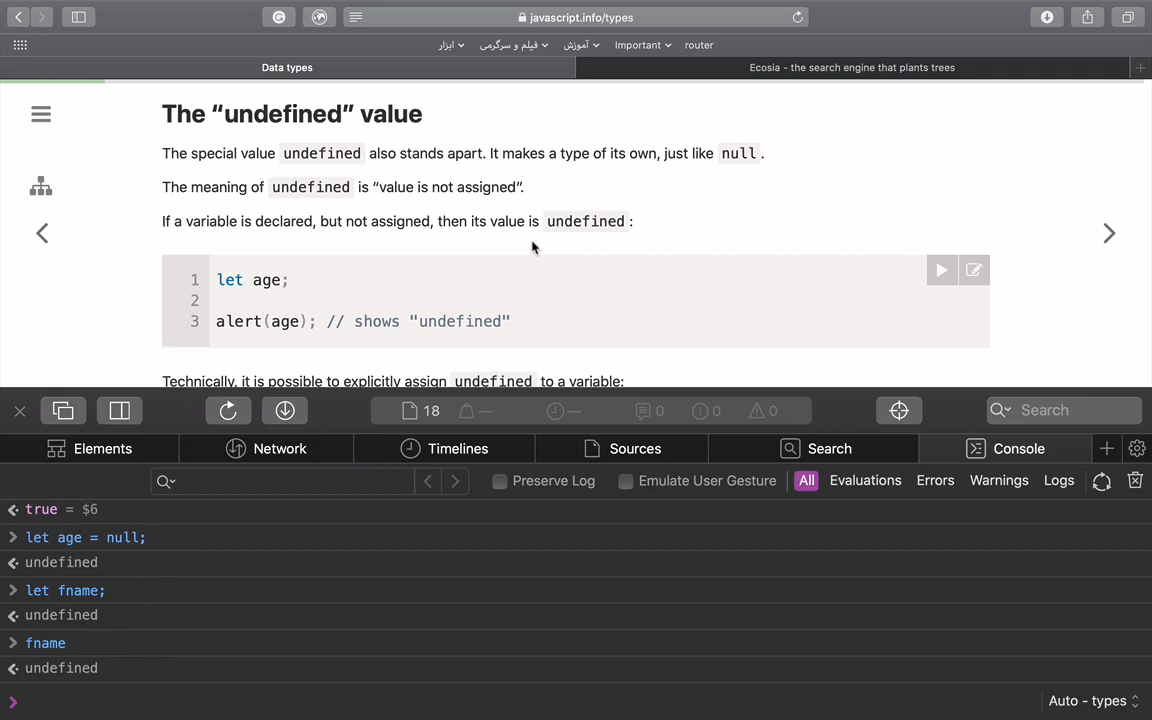 javascript.info/types
ابزار
فیلم و سرگرمی
آموزش
Important
router
Data types
Ecosia - the search engine that plants trees
The “undefined” value
The special value undefined also stands apart. It makes a type of its own, just like null.
The meaning of undefined is “value is not assigned”.
If a variable is declared, but not assigned, then its value is undefined:
1 let age;
2
3 alert(age); // shows "undefined"
Technically, it is possible to explicitly assign undefined to a variable:
18 — — 0 0 0
Search
Elements
Network
Timelines
Sources
Search
Console
Preserve Log
Emulate User Gesture
All
Evaluations
Errors
Warnings
Logs
true = $6
let age = null;
undefined
let fname;
undefined
fname
undefined
Auto - types